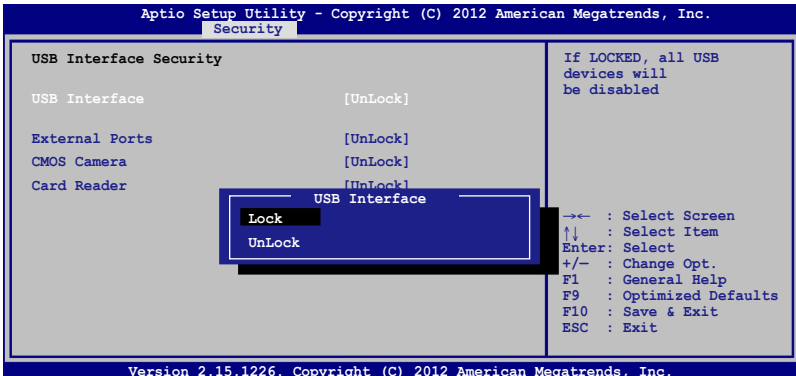 Aptio Setup Utility - Copyright (C) 2012 American Megatrends, Inc.
Security
USB Interface Security
USB Interface [UnLock]
External Ports [UnLock]
CMOS Camera [UnLock]
Card Reader [UnLock]
USB Interface
Lock
UnLock
If LOCKED, all USB
devices will
be disabled
→← : Select Screen
↑↓ : Select Item
Enter: Select
+/— : Change Opt.
F1 : General Help
F9 : Optimized Defaults
F10 : Save & Exit
ESC : Exit
Version 2.15.1226. Copyright (C) 2012 American Megatrends, Inc.